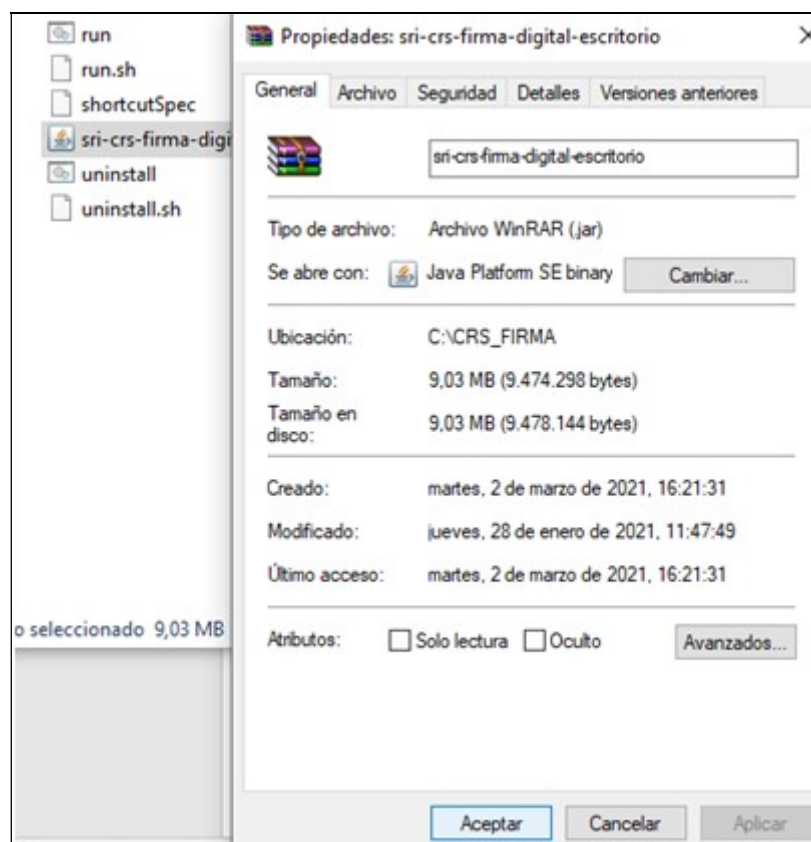 run
run.sh
shortcutSpec
sri-crs-firma-digi
uninstall
uninstall.sh
o seleccionado 9,03 MB
Propiedades: sri-crs-firma-digital-escritorio
General Archivo Seguridad Detalles Versiones anteriores
sri-crs-firma-digital-escritorio
Tipo de archivo: Archivo WinRAR (.jar)
Se abre con: Java Platform SE binary Cambiar...
Ubicación: C:\CRS_FIRMA
Tamaño: 9,03 MB (9.474.298 bytes)
Tamaño en
disco: 9,03 MB (9.478.144 bytes)
Creado: martes, 2 de marzo de 2021, 16:21:31
Modificado: jueves, 28 de enero de 2021, 11:47:49
Último acceso: martes, 2 de marzo de 2021, 16:21:31
Atributos: Solo lectura Oculto Avanzados...
Aceptar Cancelar Aplicar